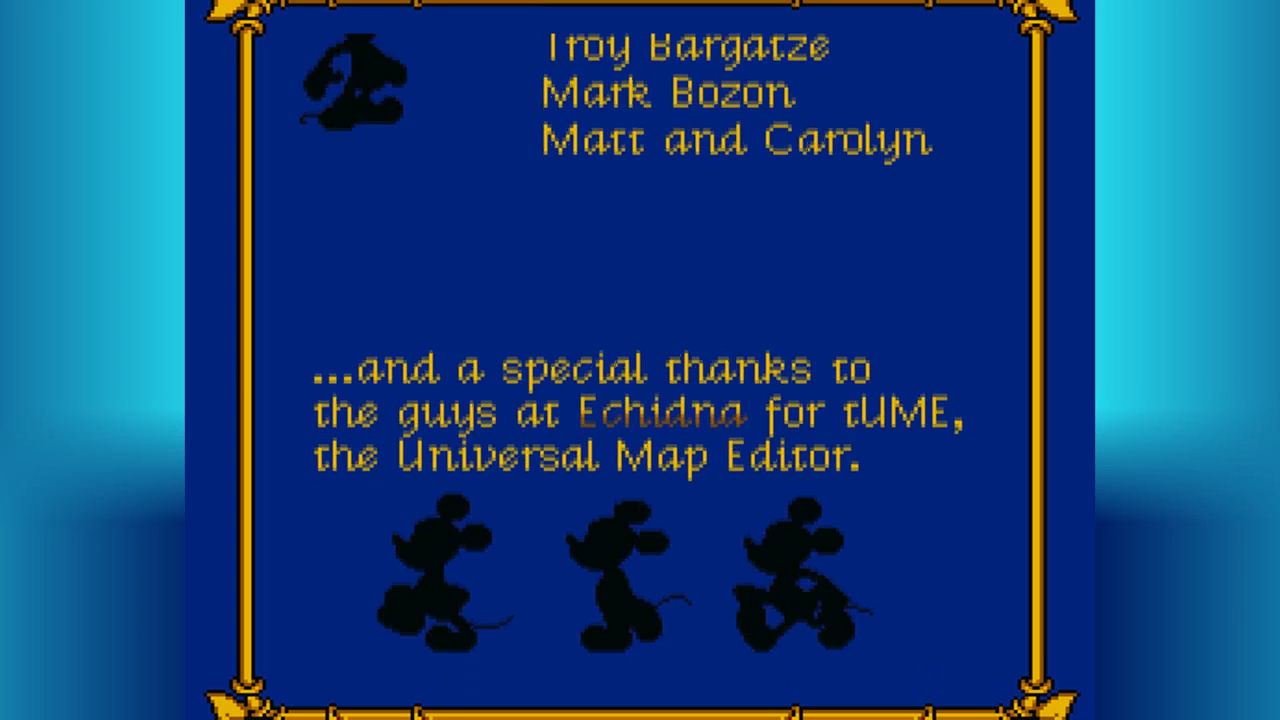 Troy Bargatze
Mark Bozon
Matt and Carolyn
...and a special thanks to
the guys at Echidna for tUME,
the Universal Map Editor.